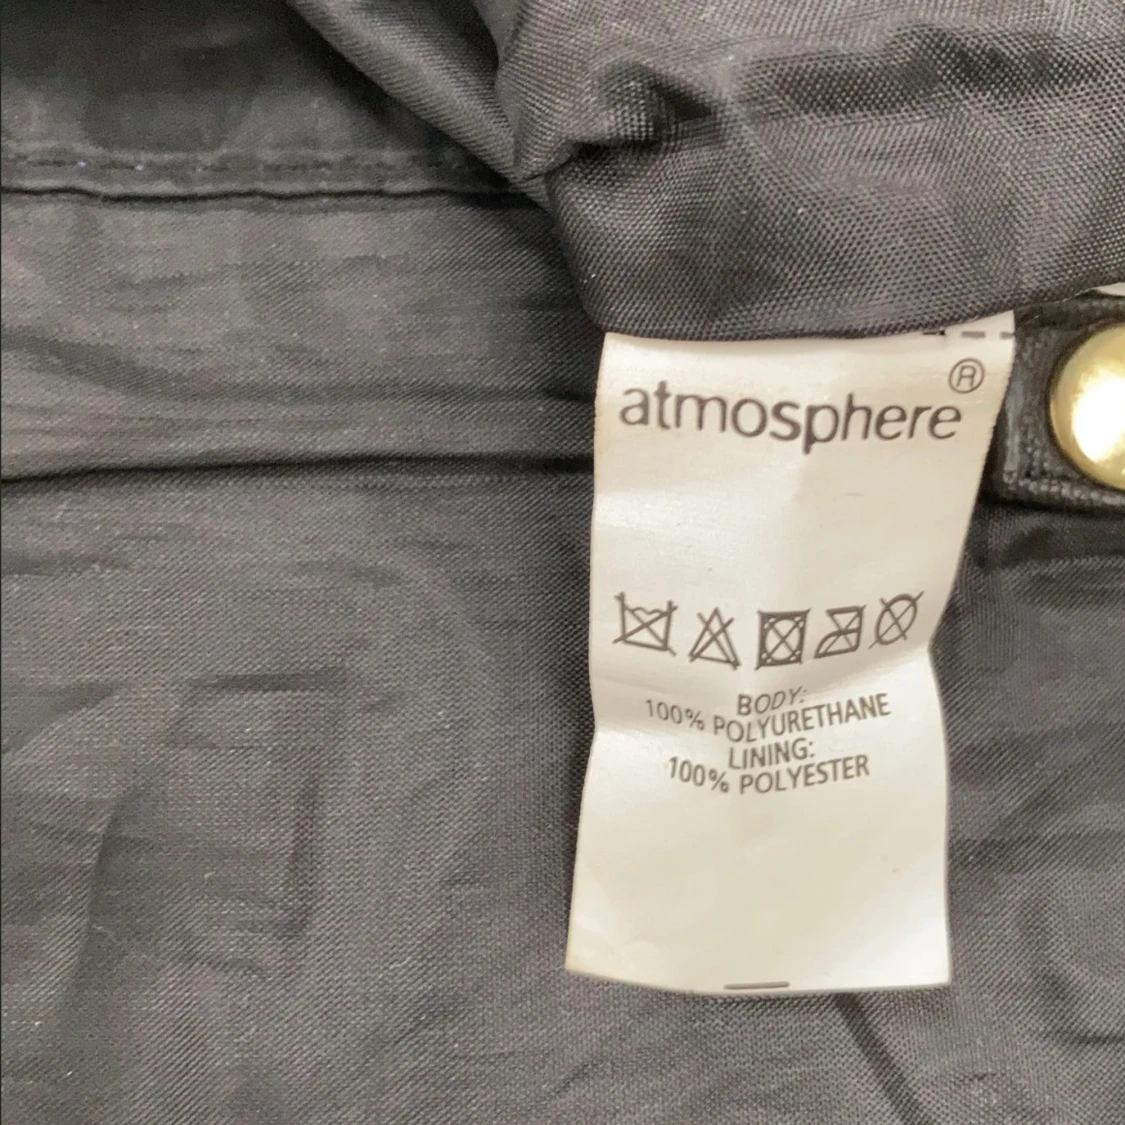 atmosphere®
BODY:
100% POLYURETHANE
LINING:
100% POLYESTER